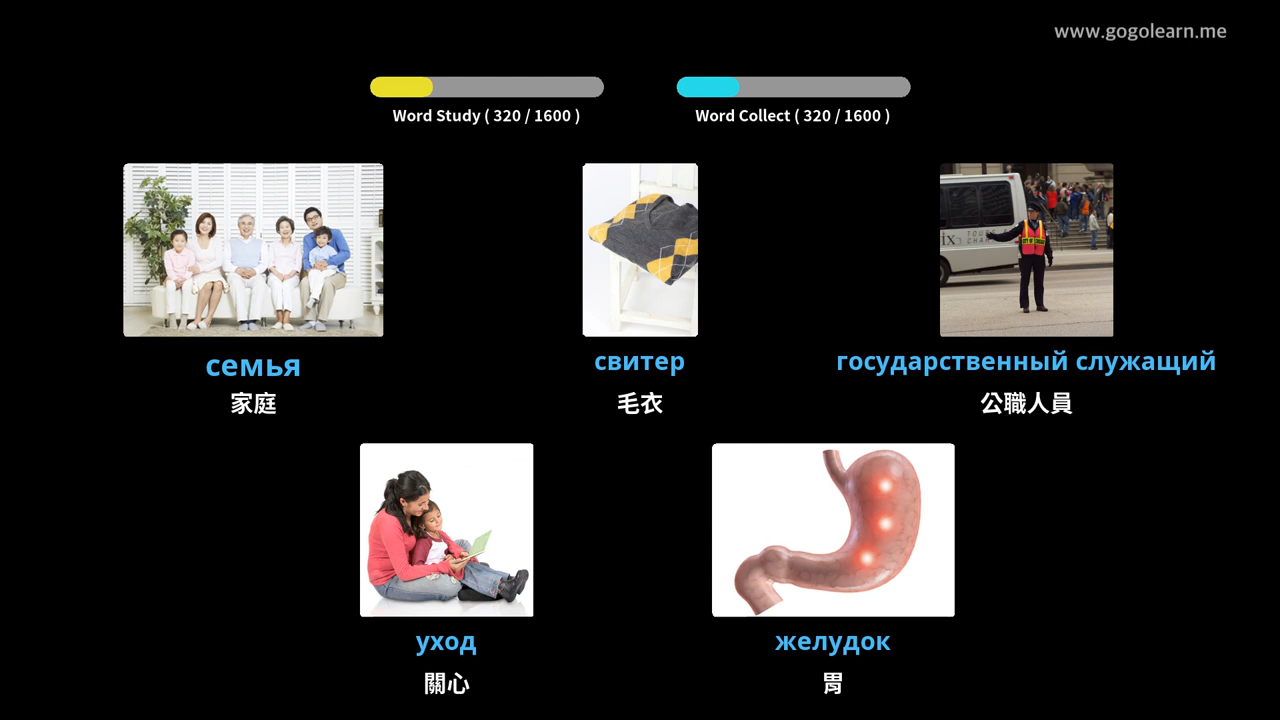 www.gogolearn.me
Word Study ( 320 / 1600 )
Word Collect ( 320 / 1600 )
семья
家庭
свитер
毛衣
государственный служащий
公職人員
уход
關心
желудок
胃